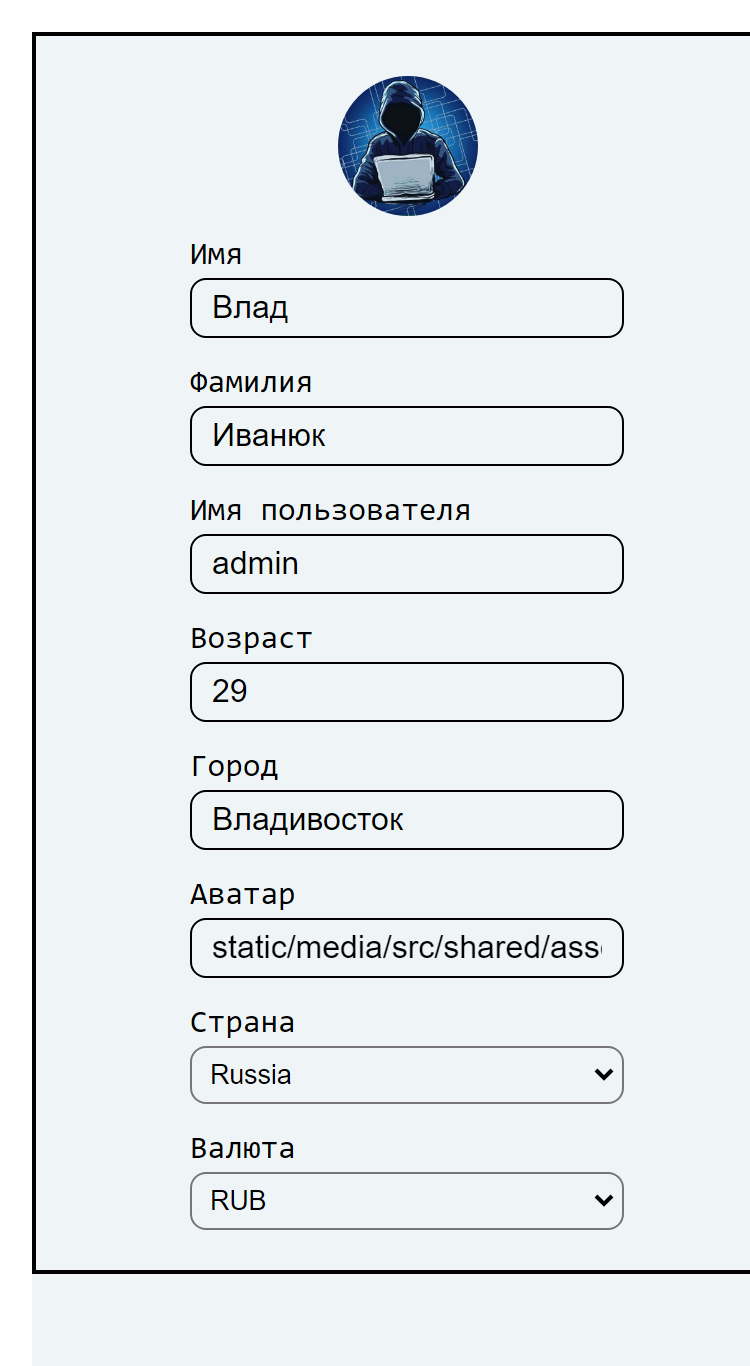 Имя
Влад
Фамилия
Иванюк
Имя пользователя
admin
Возраст
29
Город
Владивосток
Аватар
static/media/src/shared/ass
Страна
Russia
Валюта
RUB